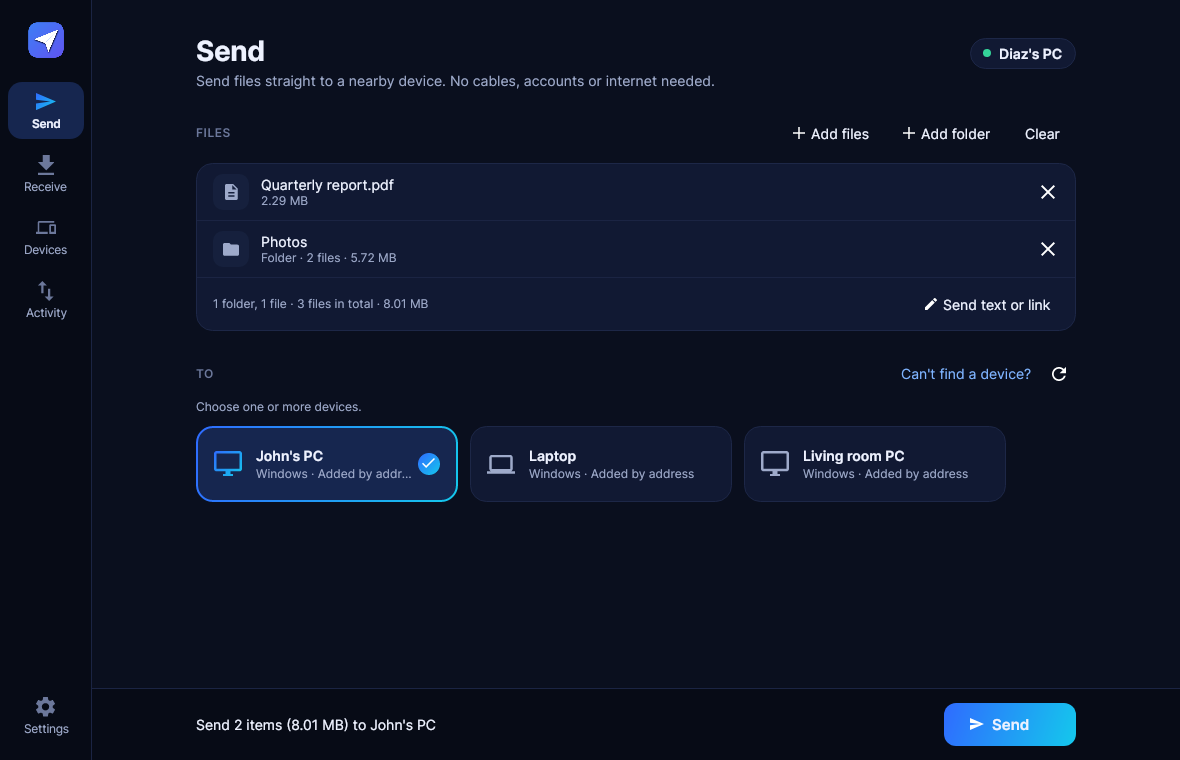 Send
Diaz's PC
Send files straight to a nearby device. No cables, accounts or internet needed.
Send
Receive
Devices
Activity
Settings
FILES
Add files
Add folder
Clear
Quarterly report.pdf
2.29 MB
Photos
Folder · 2 files · 5.72 MB
1 folder, 1 file · 3 files in total · 8.01 MB
Send text or link
TO
Can't find a device?
Choose one or more devices.
John's PC
Windows · Added by addr...
Laptop
Windows · Added by address
Living room PC
Windows · Added by address
Send 2 items (8.01 MB) to John's PC
Send